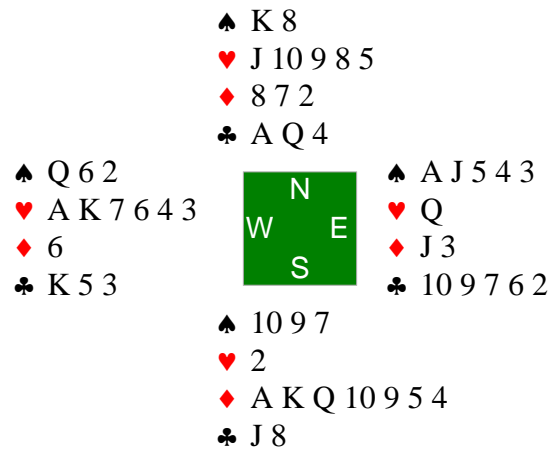 ♠ K 8
♥ J 10 9 8 5
♦ 8 7 2
♣ A Q 4
♠ Q 6 2
♥ A K 7 6 4 3
♦ 6
♣ K 5 3
N
W E
S
♠ A J 5 4 3
♥ Q
♦ J 3
♣ 10 9 7 6 2
♠ 10 9 7
♥ 2
♦ A K Q 10 9 5 4
♣ J 8